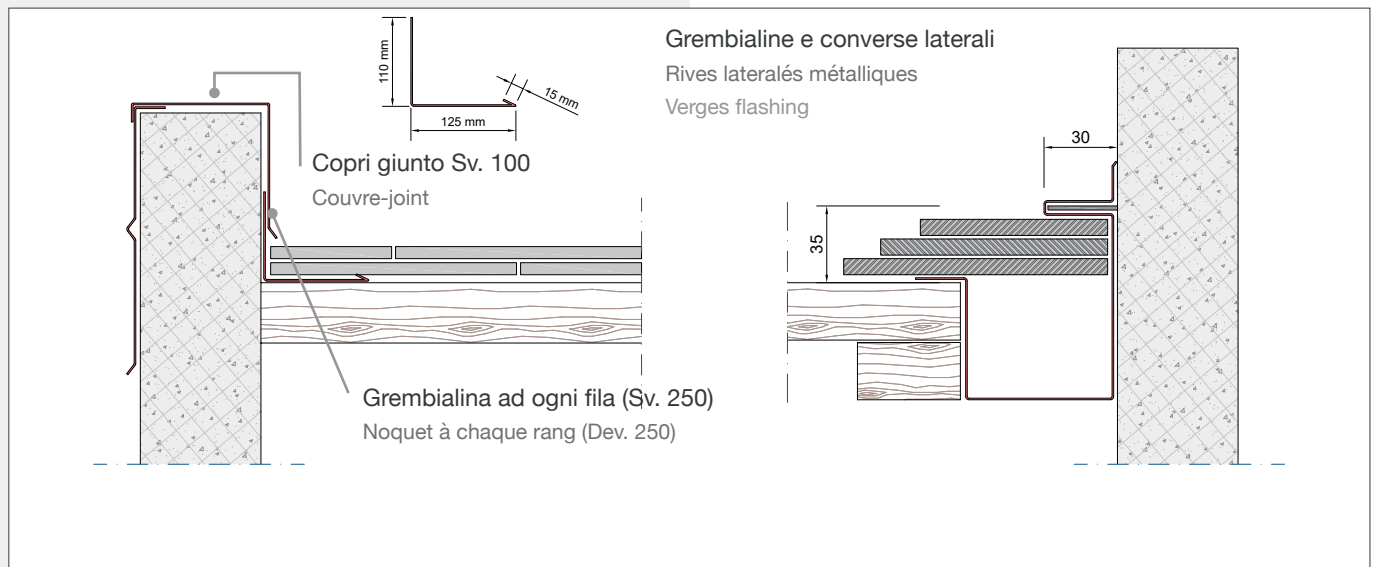 110 mm
15 mm
125 mm
Copri giunto Sv. 100
Couvre-joint
Grembialina ad ogni fila (Sv. 250)
Noquet à chaque rang (Dev. 250)
Grembialine e converse laterali
Rives lateralés métalliques
Verges flashing
30
35